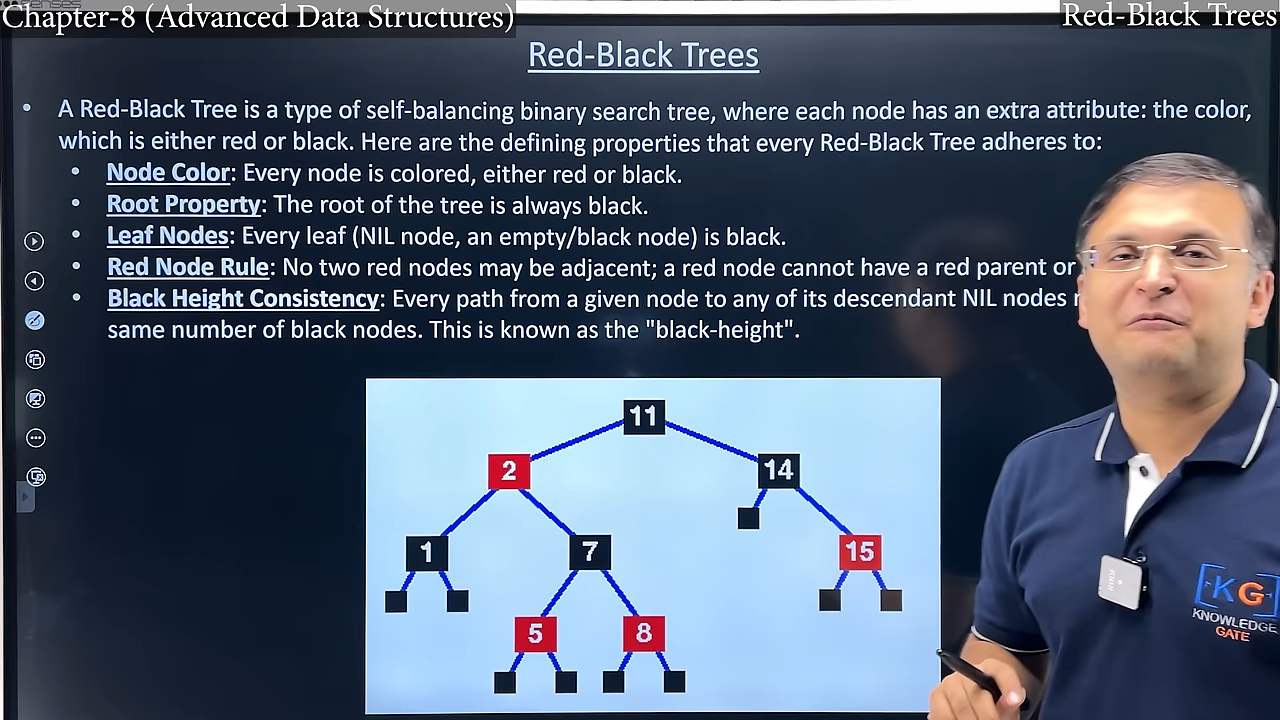 Chapter-8 (Advanced Data Structures)
Red-Black Trees
Red-Black Trees
• A Red-Black Tree is a type of self-balancing binary search tree, where each node has an extra attribute: the color,
which is either red or black. Here are the defining properties that every Red-Black Tree adheres to:
• Node Color: Every node is colored, either red or black.
• Root Property: The root of the tree is always black.
• Leaf Nodes: Every leaf (NIL node, an empty/black node) is black.
• Red Node Rule: No two red nodes may be adjacent; a red node cannot have a red parent or
• Black Height Consistency: Every path from a given node to any of its descendant NIL nodes
same number of black nodes. This is known as the "black-height".
11
2
14
1
7
15
5
8
KG
KNOWLEDGE
GATE